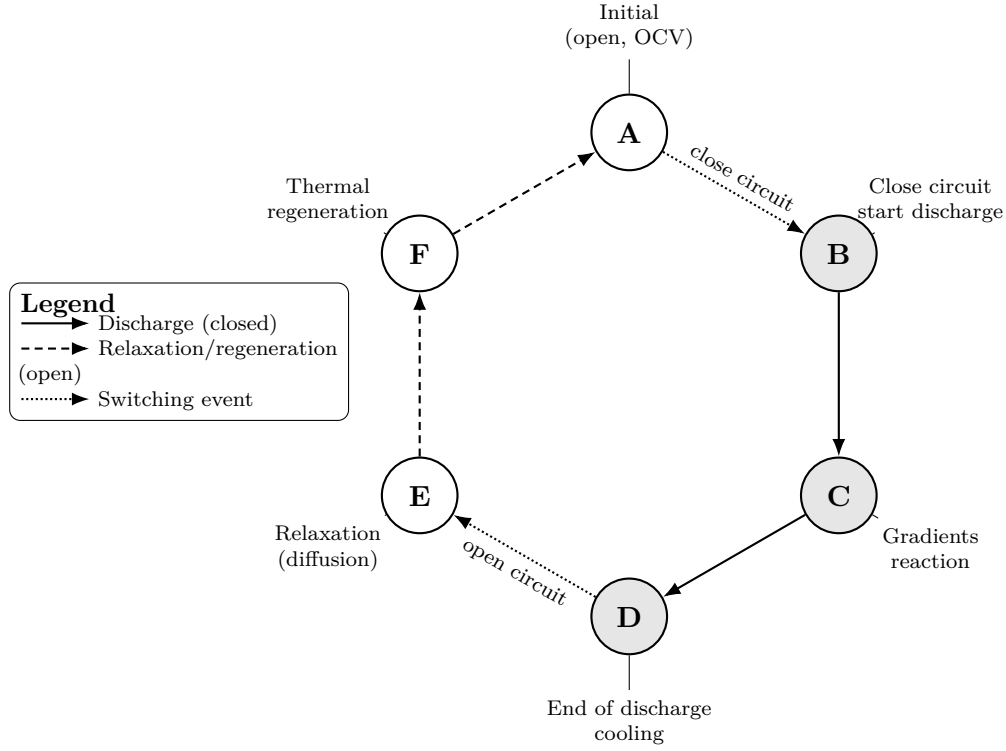 Initial
(open, OCV)
A
close circuit
Thermal
regeneration
Close circuit
start discharge
F
B
Legend
Discharge (closed)
Relaxation/regeneration
(open)
Switching event
E
C
Relaxation
(diffusion)
open circuit
Gradients
reaction
D
End of discharge
cooling